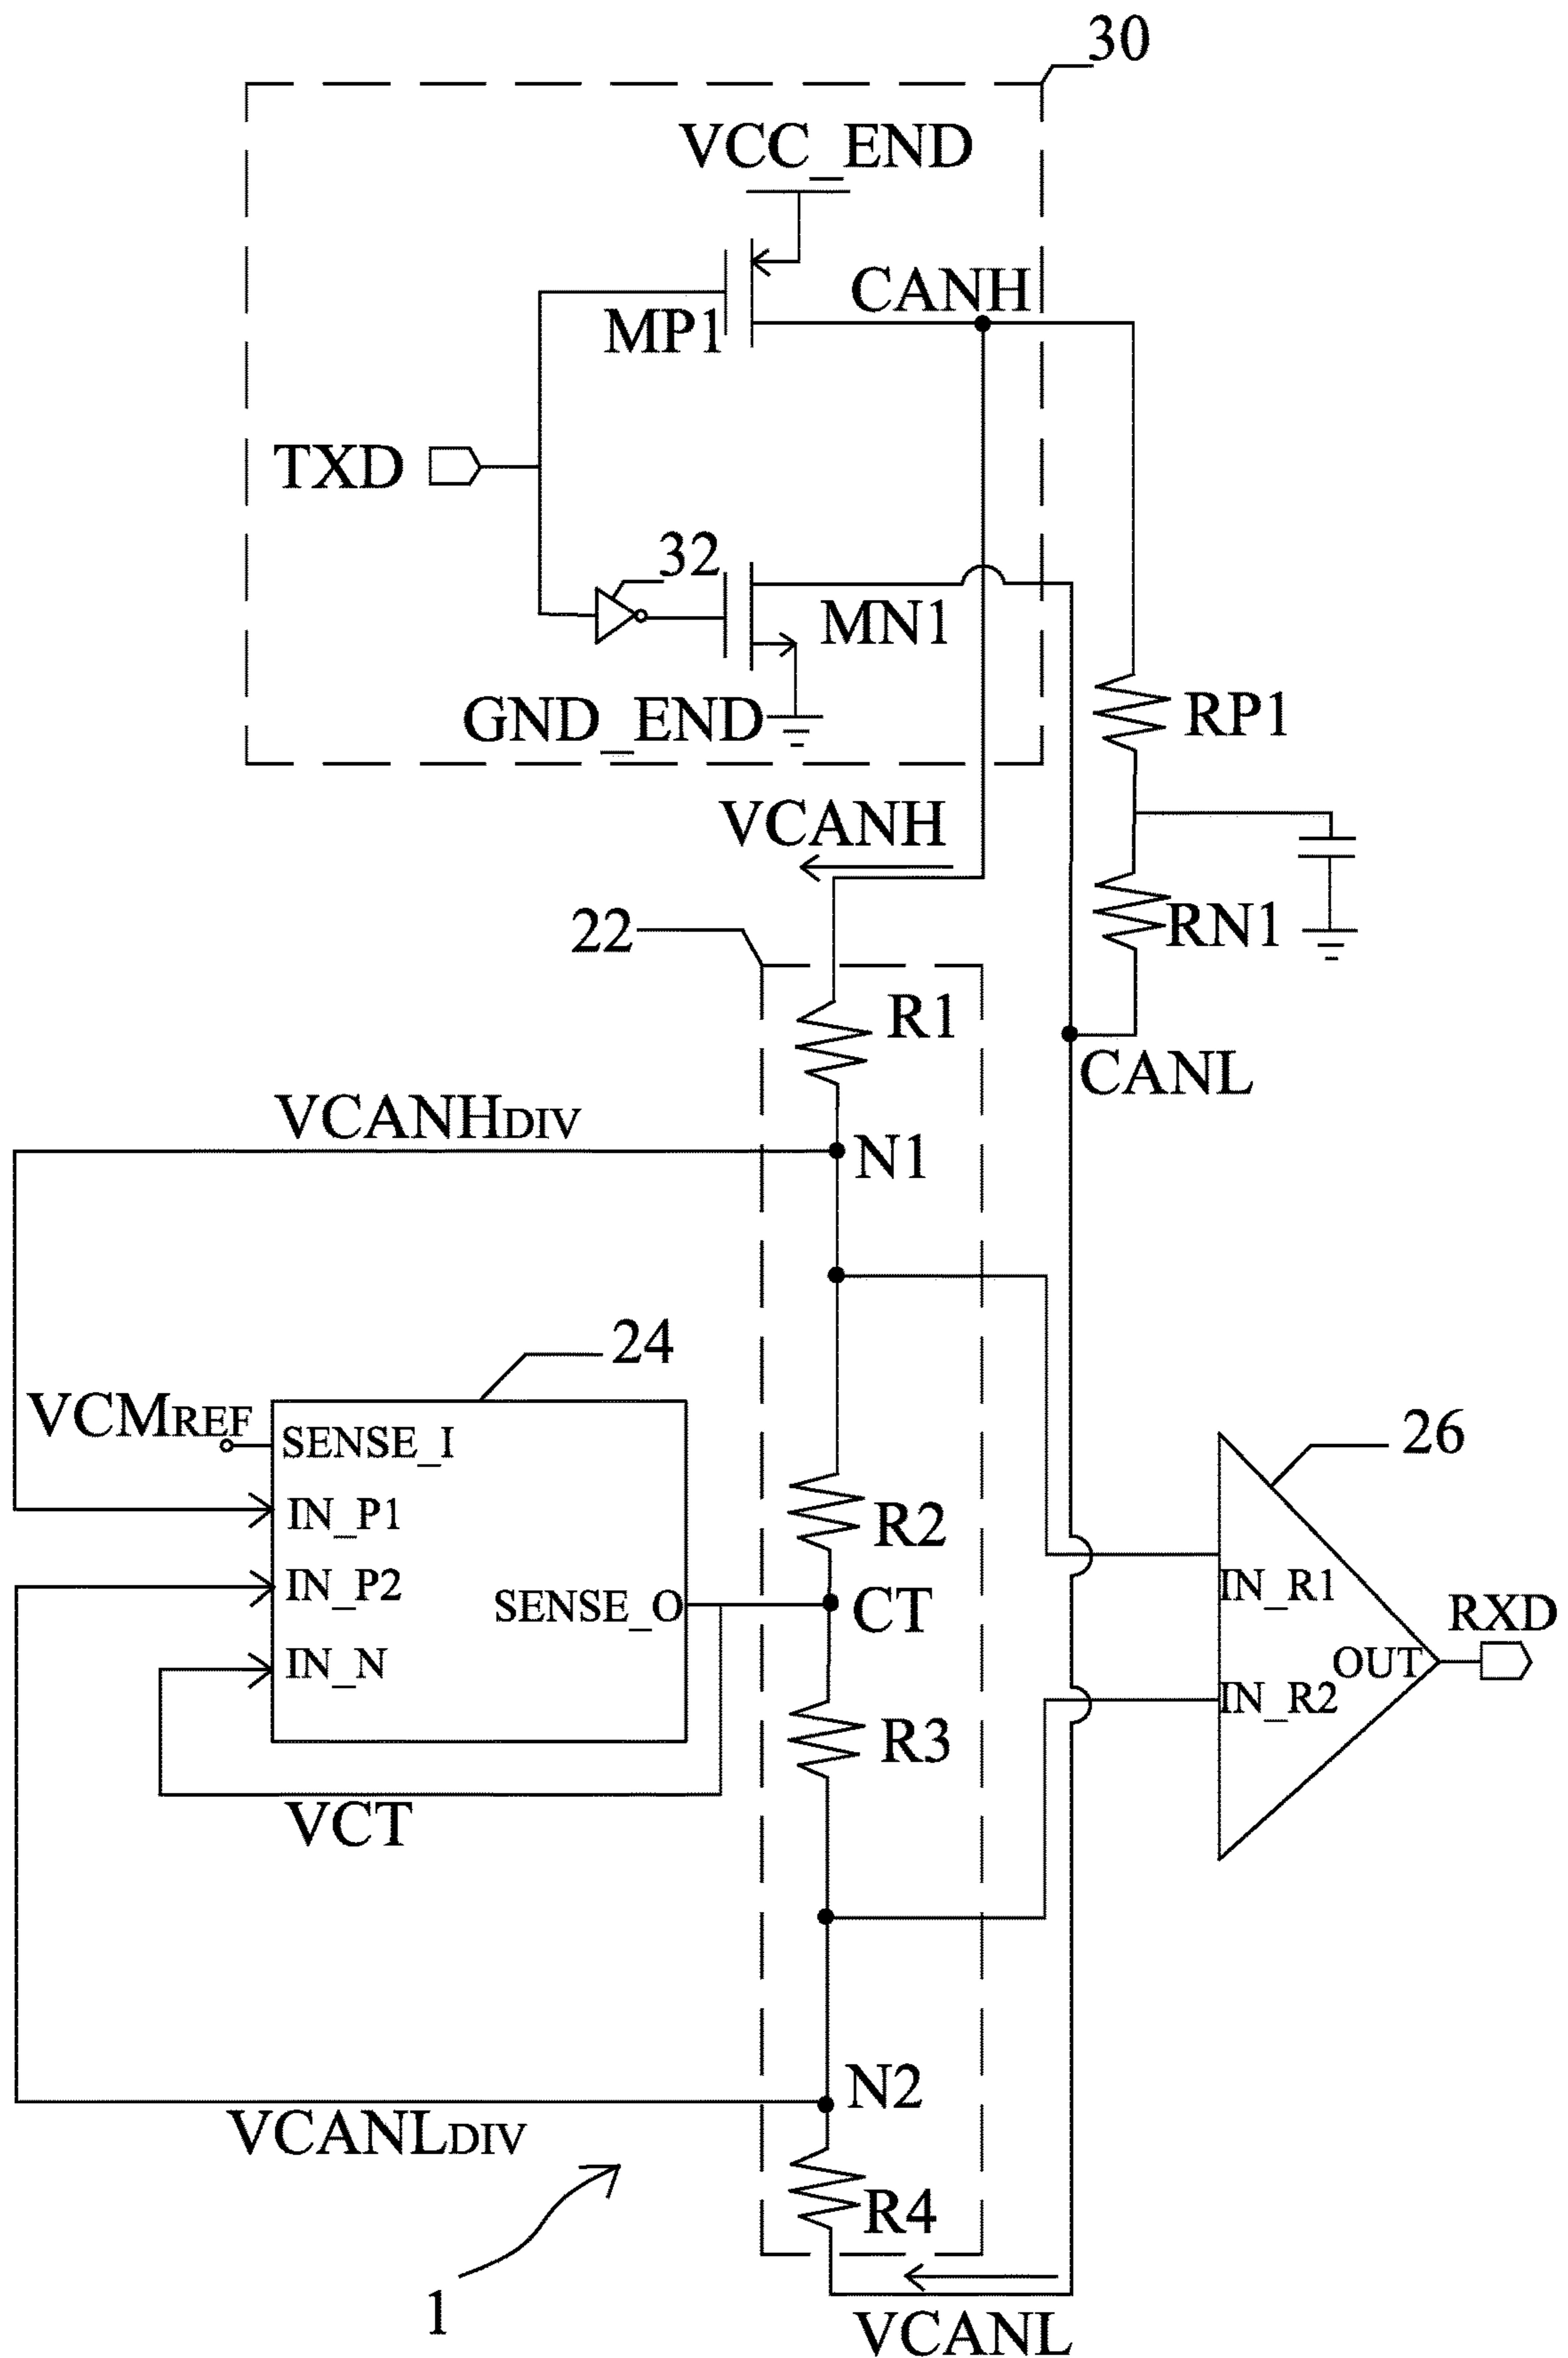 30
VCC_END
CANH
MP1
TXD
32
MN1
GND_END
RP1
VCANH
22
RN1
R1
CANL
VCANHDIV
N1
24
VCMREF
SENSE_I
26
IN_P1
R2
IN_P2
IN_R1
SENSE_O
CT
RXD
IN_N
OUT
IN_R2
R3
VCT
N2
VCANLDIV
R4
1
VCANL